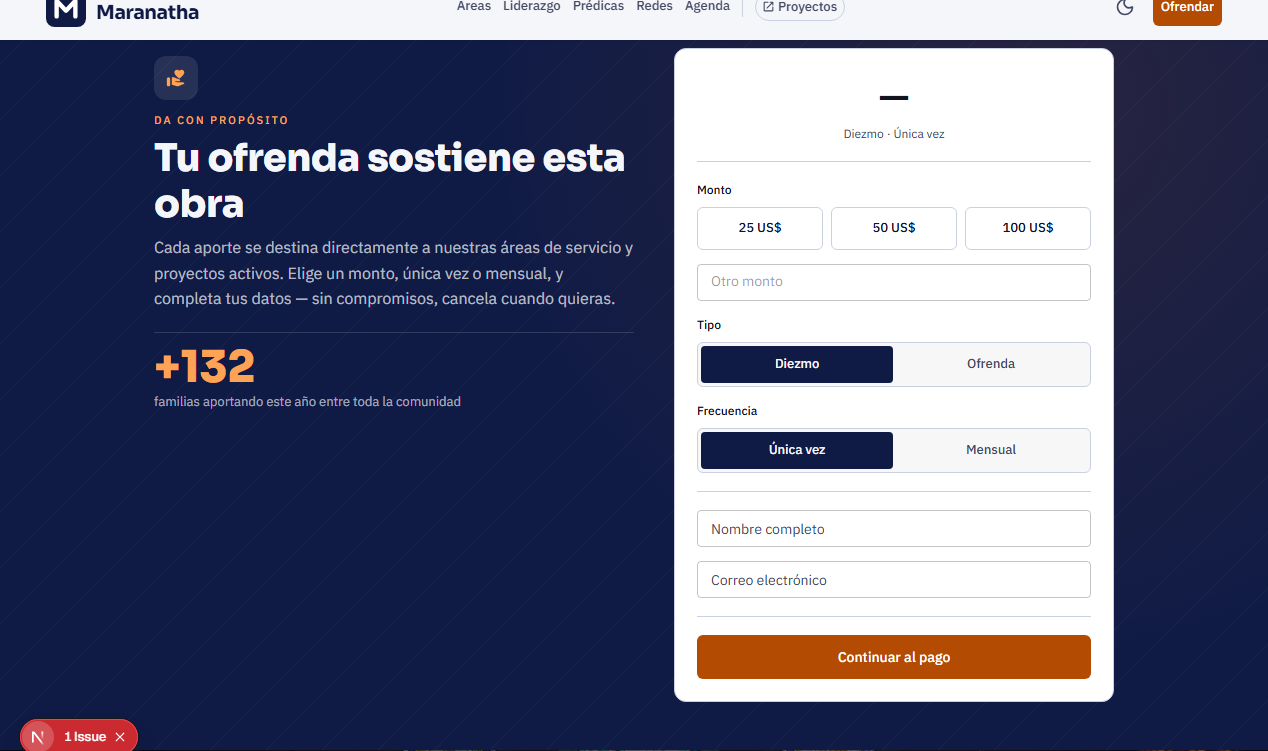 Maranatha
Areas Liderazgo Prédicas Redes Agenda Proyectos
Ofrendar
DA CON PROPÓSITO
Tu ofrenda sostiene esta
obra
Cada aporte se destina directamente a nuestras áreas de servicio y
proyectos activos. Elige un monto, única vez o mensual, y
completa tus datos — sin compromisos, cancela cuando quieras.
+132
familias aportando este año entre toda la comunidad
—
Diezmo · Única vez
Monto
25 US$ 50 US$ 100 US$
Otro monto
Tipo
Diezmo Ofrenda
Frecuencia
Única vez Mensual
Nombre completo
Correo electrónico
Continuar al pago
N 1 Issue